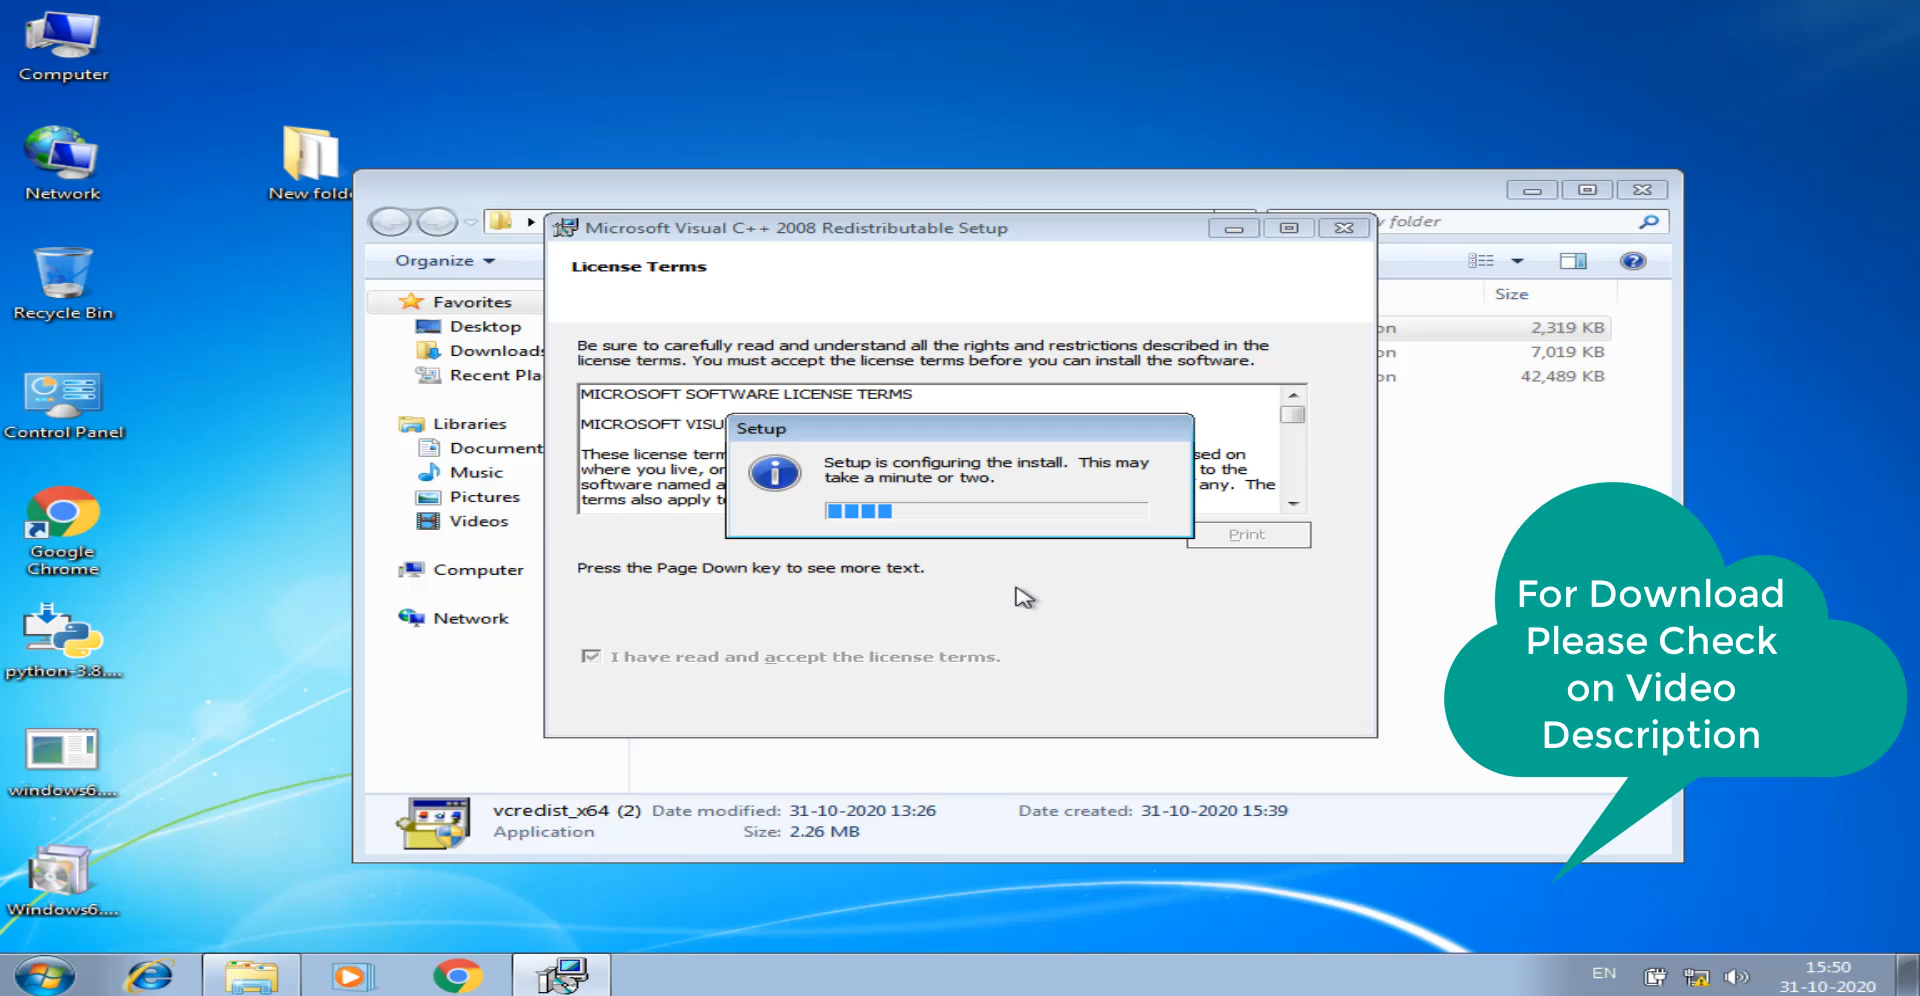 Computer
Network
New folde
Recycle Bin
Control Panel
Google
Chrome
python-3.8....
windows6....
Windows6....
folder
Organize
Size
Favorites
Desktop
Downloads
Recent Pla
Libraries
Document
Music
Pictures
Videos
Computer
Network
on 2,319 KB
on 7,019 KB
on 42,489 KB
Microsoft Visual C++ 2008 Redistributable Setup
License Terms
Be sure to carefully read and understand all the rights and restrictions described in the
license terms. You must accept the license terms before you can install the software.
MICROSOFT SOFTWARE LICENSE TERMS
MICROSOFT VISU
These license term sed on
where you live, or to the
software named a any. The
terms also apply t
Setup
Setup is configuring the install. This may
take a minute or two.
Print
Press the Page Down key to see more text.
I have read and accept the license terms.
vcredist_x64 (2) Date modified: 31-10-2020 13:26 Date created: 31-10-2020 15:39
Application Size: 2.26 MB
For Download
Please Check
on Video
Description
EN
15:50
31-10-2020